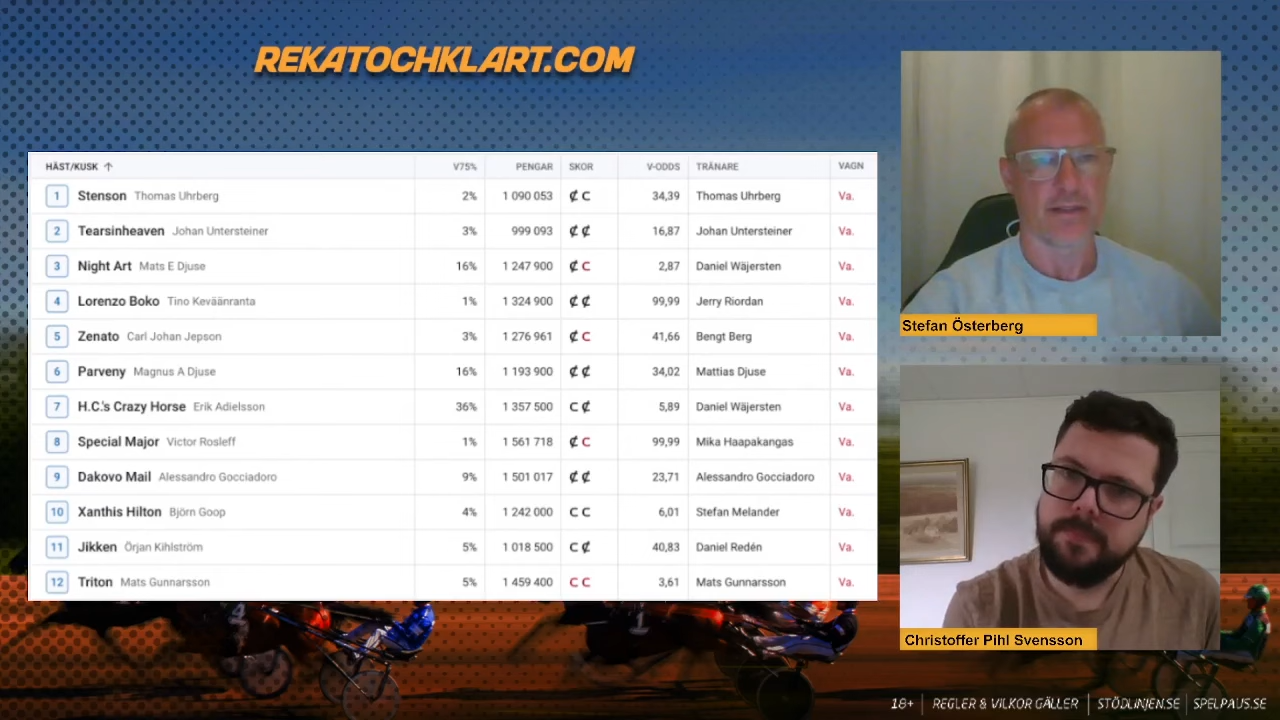 REKATOCHKLART.COM
HÄST/KUSK ↑ V75% PENGAR SKOR V-ODDS TRÄNARE VAGN
1 Stenson Thomas Uhrberg 2% 1 090 053 ₵ C 34,39 Thomas Uhrberg Va.
2 Tearsinheaven Johan Untersteiner 3% 999 093 ₵ ₵ 16,87 Johan Untersteiner Va.
3 Night Art Mats E Djuse 16% 1 247 900 ₵ C 2,87 Daniel Wäjersten Va.
4 Lorenzo Boko Tino Keväänranta 1% 1 324 900 ₵ ₵ 99,99 Jerry Riordan Va.
5 Zenato Carl Johan Jepson 3% 1 276 961 ₵ C 41,66 Bengt Berg Va.
6 Parveny Magnus A Djuse 16% 1 193 900 ₵ ₵ 34,02 Mattias Djuse Va.
7 H.C.'s Crazy Horse Erik Adielsson 36% 1 357 500 C ₵ 5,89 Daniel Wäjersten Va.
8 Special Major Victor Rosleff 1% 1 561 718 ₵ C 99,99 Mika Haapakangas Va.
9 Dakovo Mail Alessandro Gocciadoro 9% 1 501 017 ₵ ₵ 23,71 Alessandro Gocciadoro Va.
10 Xanthis Hilton Björn Goop 4% 1 242 000 C C 6,01 Stefan Melander Va.
11 Jikken Örjan Kihlström 5% 1 018 500 C ₵ 40,83 Daniel Redén Va.
12 Triton Mats Gunnarsson 5% 1 459 400 C C 3,61 Mats Gunnarsson Va.
Stefan Österberg
Christoffer Pihl Svensson
4
1
18+ | REGLER & VILKOR GÄLLER | STÖDLINJEN.SE | SPELPAUS.SE